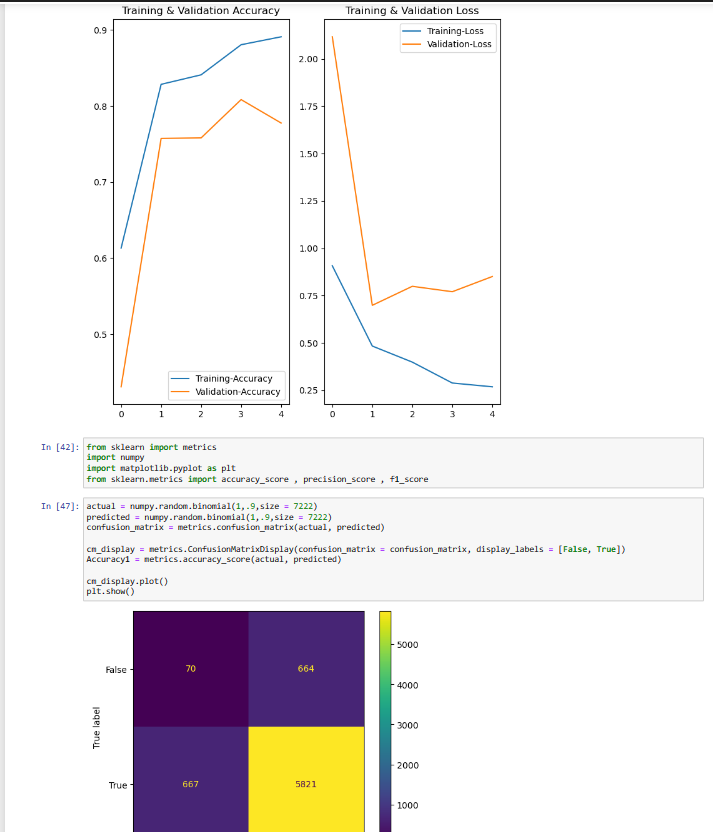 Training & Validation Accuracy
0.9
0.8
0.7
0.6
0.5
0 1 2 3 4
Training-Accuracy
Validation-Accuracy
Training & Validation Loss
2.00
1.75
1.50
1.25
1.00
0.75
0.50
0.25
0 1 2 3 4
Training-Loss
Validation-Loss
In [42]:
from sklearn import metrics
import numpy
import matplotlib.pyplot as plt
from sklearn.metrics import accuracy_score , precision_score , f1_score
In [47]:
actual = numpy.random.binomial(1,.9,size = 7222)
predicted = numpy.random.binomial(1,.9,size = 7222)
confusion_matrix = metrics.confusion_matrix(actual, predicted)
cm_display = metrics.ConfusionMatrixDisplay(confusion_matrix = confusion_matrix, display_labels = [False, True])
Accuracy1 = metrics.accuracy_score(actual, predicted)
cm_display.plot()
plt.show()
True label
False 70 664
True 667 5821
5000
4000
3000
2000
1000